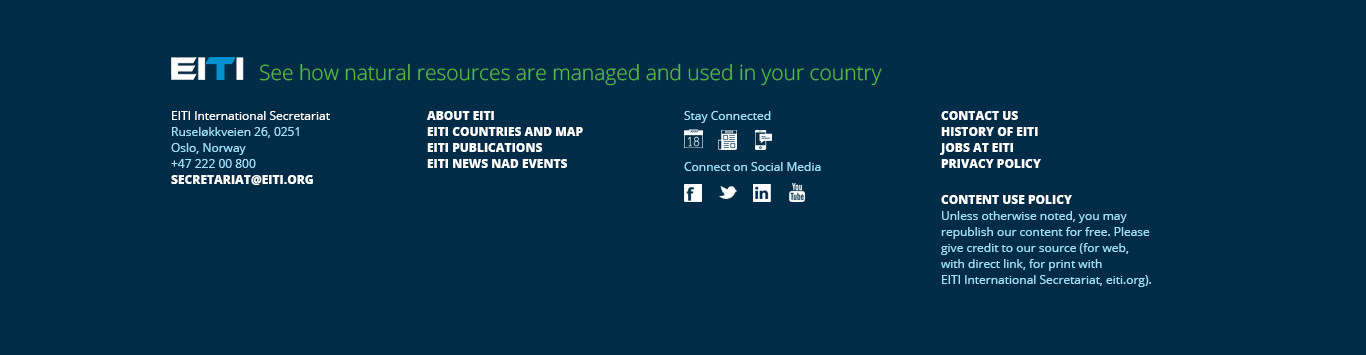 EITI See how natural resources are managed and used in your country
EITI International Secretariat
Ruseløkkveien 26, 0251
Oslo, Norway
+47 222 00 800
SECRETARIAT@EITI.ORG
ABOUT EITI
EITI COUNTRIES AND MAP
EITI PUBLICATIONS
EITI NEWS NAD EVENTS
Stay Connected
18
Connect on Social Media
f
in
You
Tube
CONTACT US
HISTORY OF EITI
JOBS AT EITI
PRIVACY POLICY
CONTENT USE POLICY
Unless otherwise noted, you may
republish our content for free. Please
give credit to our source (for web,
with direct link, for print with
EITI International Secretariat, eiti.org).